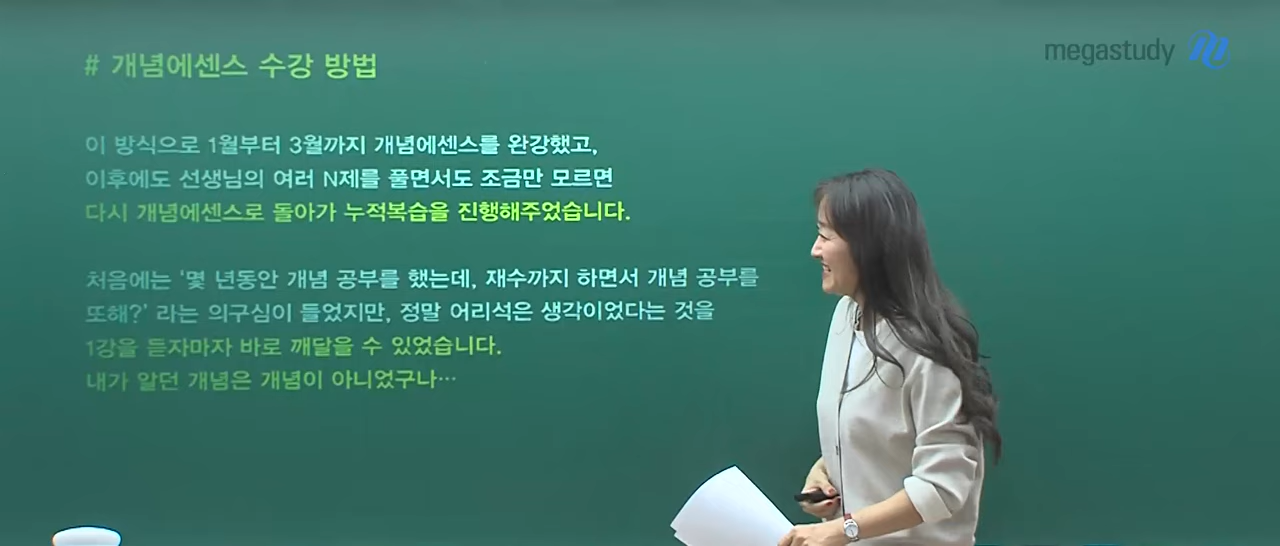 megastudy
# 개념에센스 수강 방법
이 방식으로 1월부터 3월까지 개념에센스를 완강했고,
이후에도 선생님의 여러 N제를 풀면서도 조금만 모르면
다시 개념에센스로 돌아가 누적복습을 진행해주었습니다.
처음에는 ‘몇 년동안 개념 공부를 했는데, 재수까지 하면서 개념 공부를
또해?’ 라는 의구심이 들었지만, 정말 어리석은 생각이었다는 것을
1강을 듣자마자 바로 깨달을 수 있었습니다.
내가 알던 개념은 개념이 아니었구나…